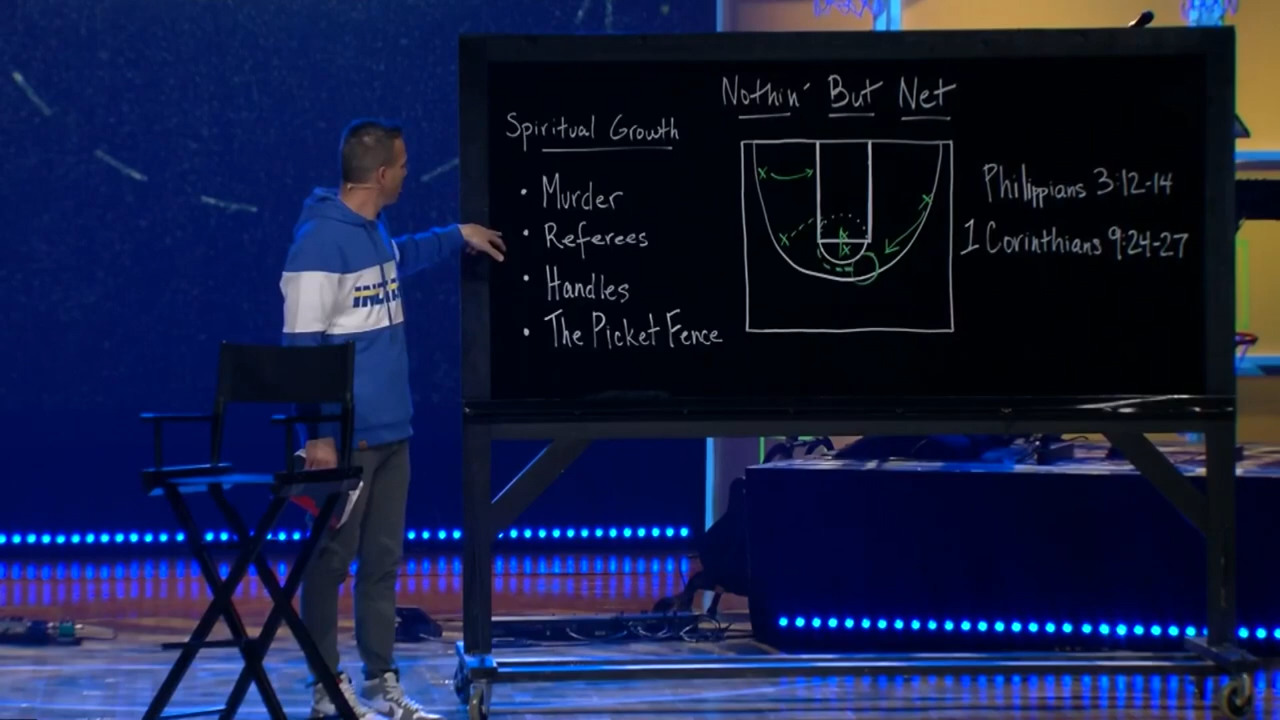 Nothin' But Net
Spiritual Growth
• Murder
• Referees
• Handles
• The Picket Fence
Philippians 3:12-14
1 Corinthians 9:24-27